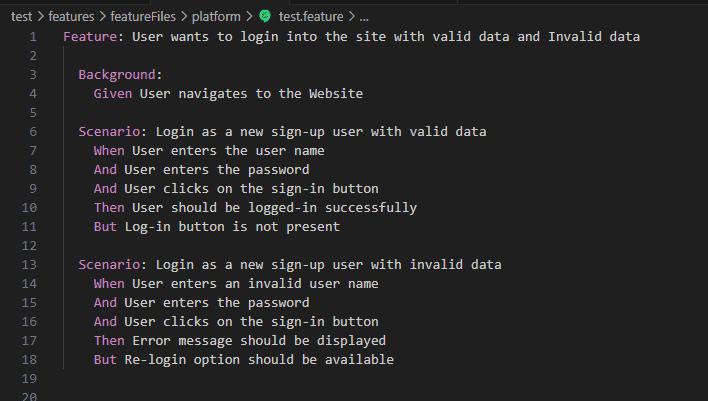 test > features > featureFiles > platform > test.feature > ...
1 Feature: User wants to login into the site with valid data and Invalid data
2
3 Background:
4 Given User navigates to the Website
5
6 Scenario: Login as a new sign-up user with valid data
7 When User enters the user name
8 And User enters the password
9 And User clicks on the sign-in button
10 Then User should be logged-in successfully
11 But Log-in button is not present
12
13 Scenario: Login as a new sign-up user with invalid data
14 When User enters an invalid user name
15 And User enters the password
16 And User clicks on the sign-in button
17 Then Error message should be displayed
18 But Re-login option should be available
19
20